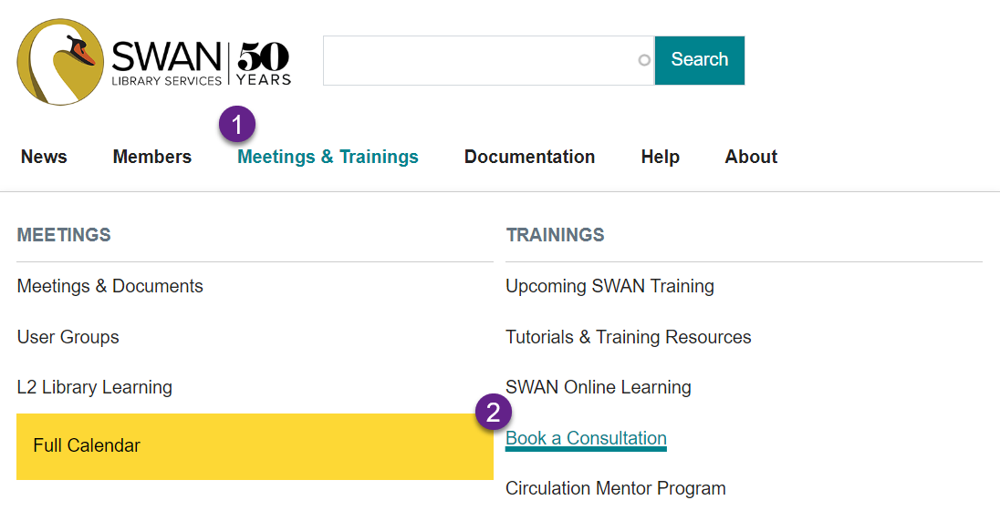 SWAN
LIBRARY SERVICES
50
YEARS
Search
1
News
Members
Meetings & Trainings
Documentation
Help
About
MEETINGS
Meetings & Documents
User Groups
L2 Library Learning
Full Calendar
TRAININGS
Upcoming SWAN Training
Tutorials & Training Resources
SWAN Online Learning
2
Book a Consultation
Circulation Mentor Program